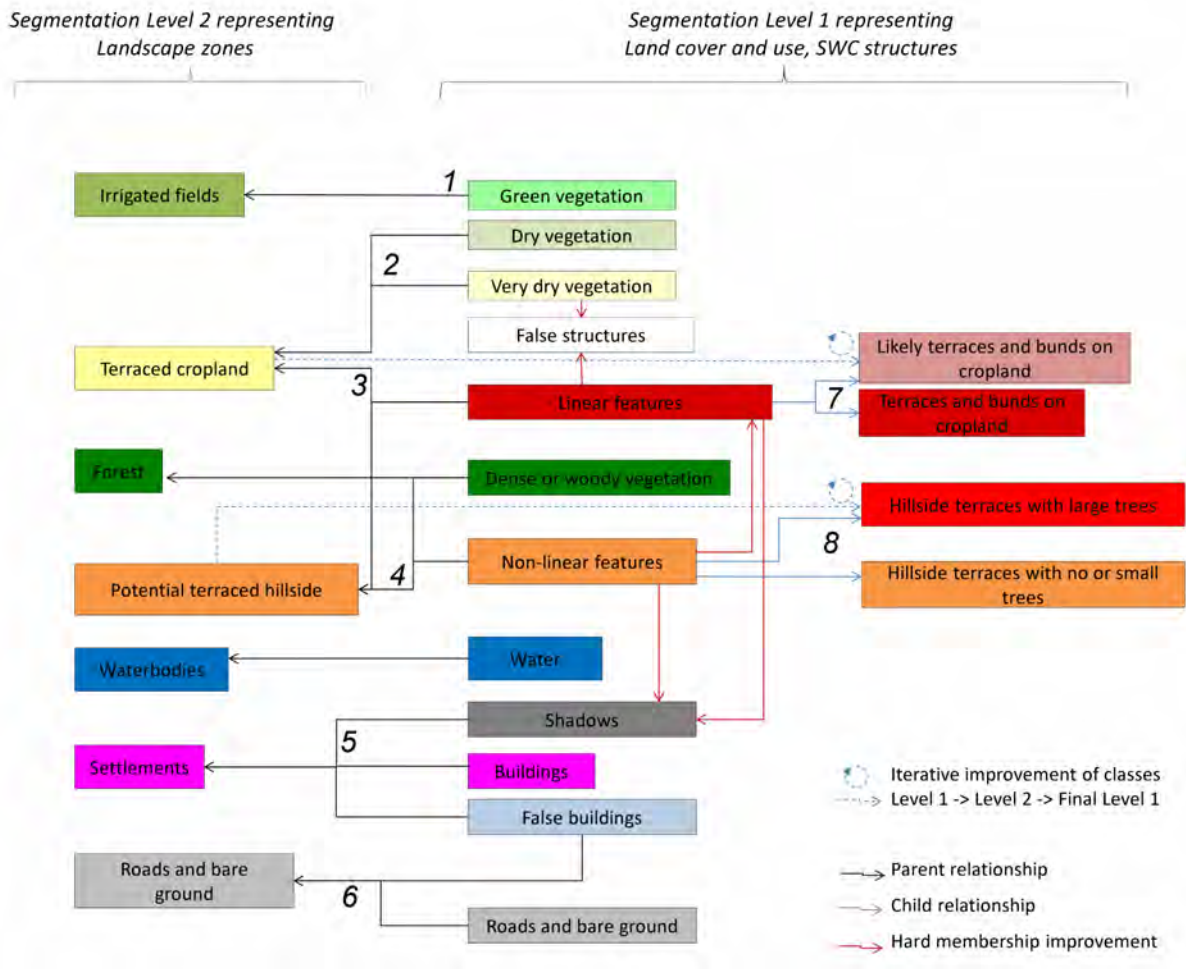 Segmentation Level 2 representing
Landscape zones
Segmentation Level 1 representing
Land cover and use, SWC structures
Irrigated fields
1
Green vegetation
Dry vegetation
2
Very dry vegetation
False structures
Terraced cropland
Likely terraces and bunds on
cropland
3
Linear features
7
Terraces and bunds on
cropland
Forest
Dense or woody vegetation
Hillside terraces with large trees
8
Non-linear features
4
Potential terraced hillside
Hillside terraces with no or small
trees
Waterbodies
Water
Shadows
5
Settlements
Buildings
False buildings
Iterative improvement of classes
Level 1 -> Level 2 -> Final Level 1
Roads and bare
ground
6
Roads and bare ground
Parent relationship
Child relationship
Hard membership improvement